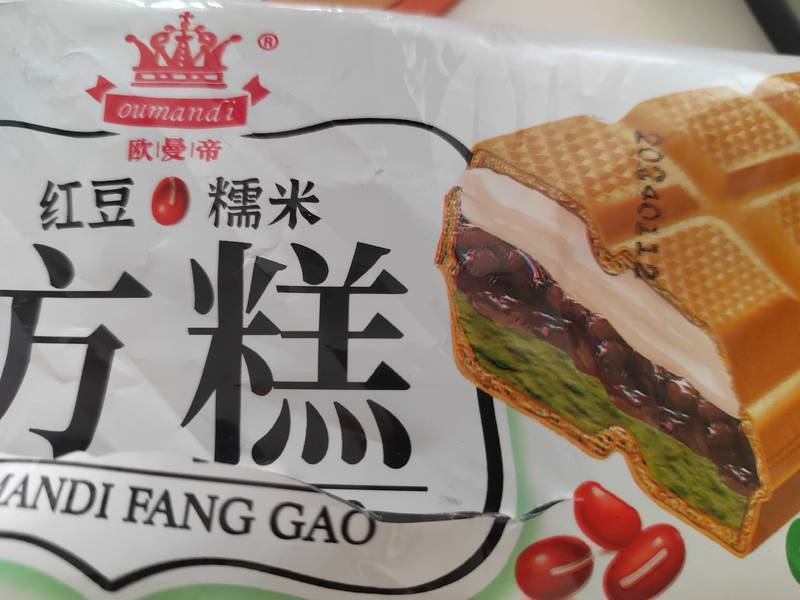 ®
oumandi
欧|曼|帝
红豆 糯米
方糕
MANDI FANG GAO
20240112